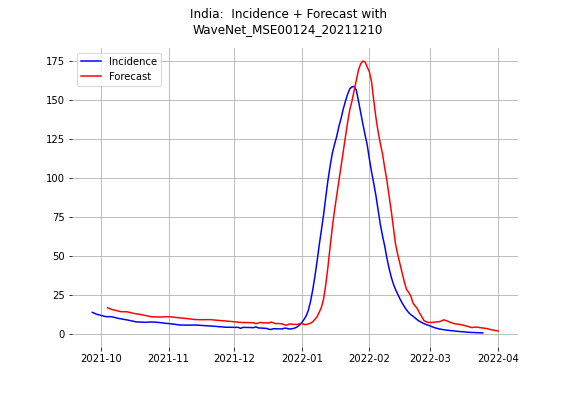 India:  Incidence + Forecast with
WaveNet_MSE00124_20211210
Incidence
Forecast
175
150
125
100
75
50
25
0
2021-10 2021-11 2021-12 2022-01 2022-02 2022-03 2022-04